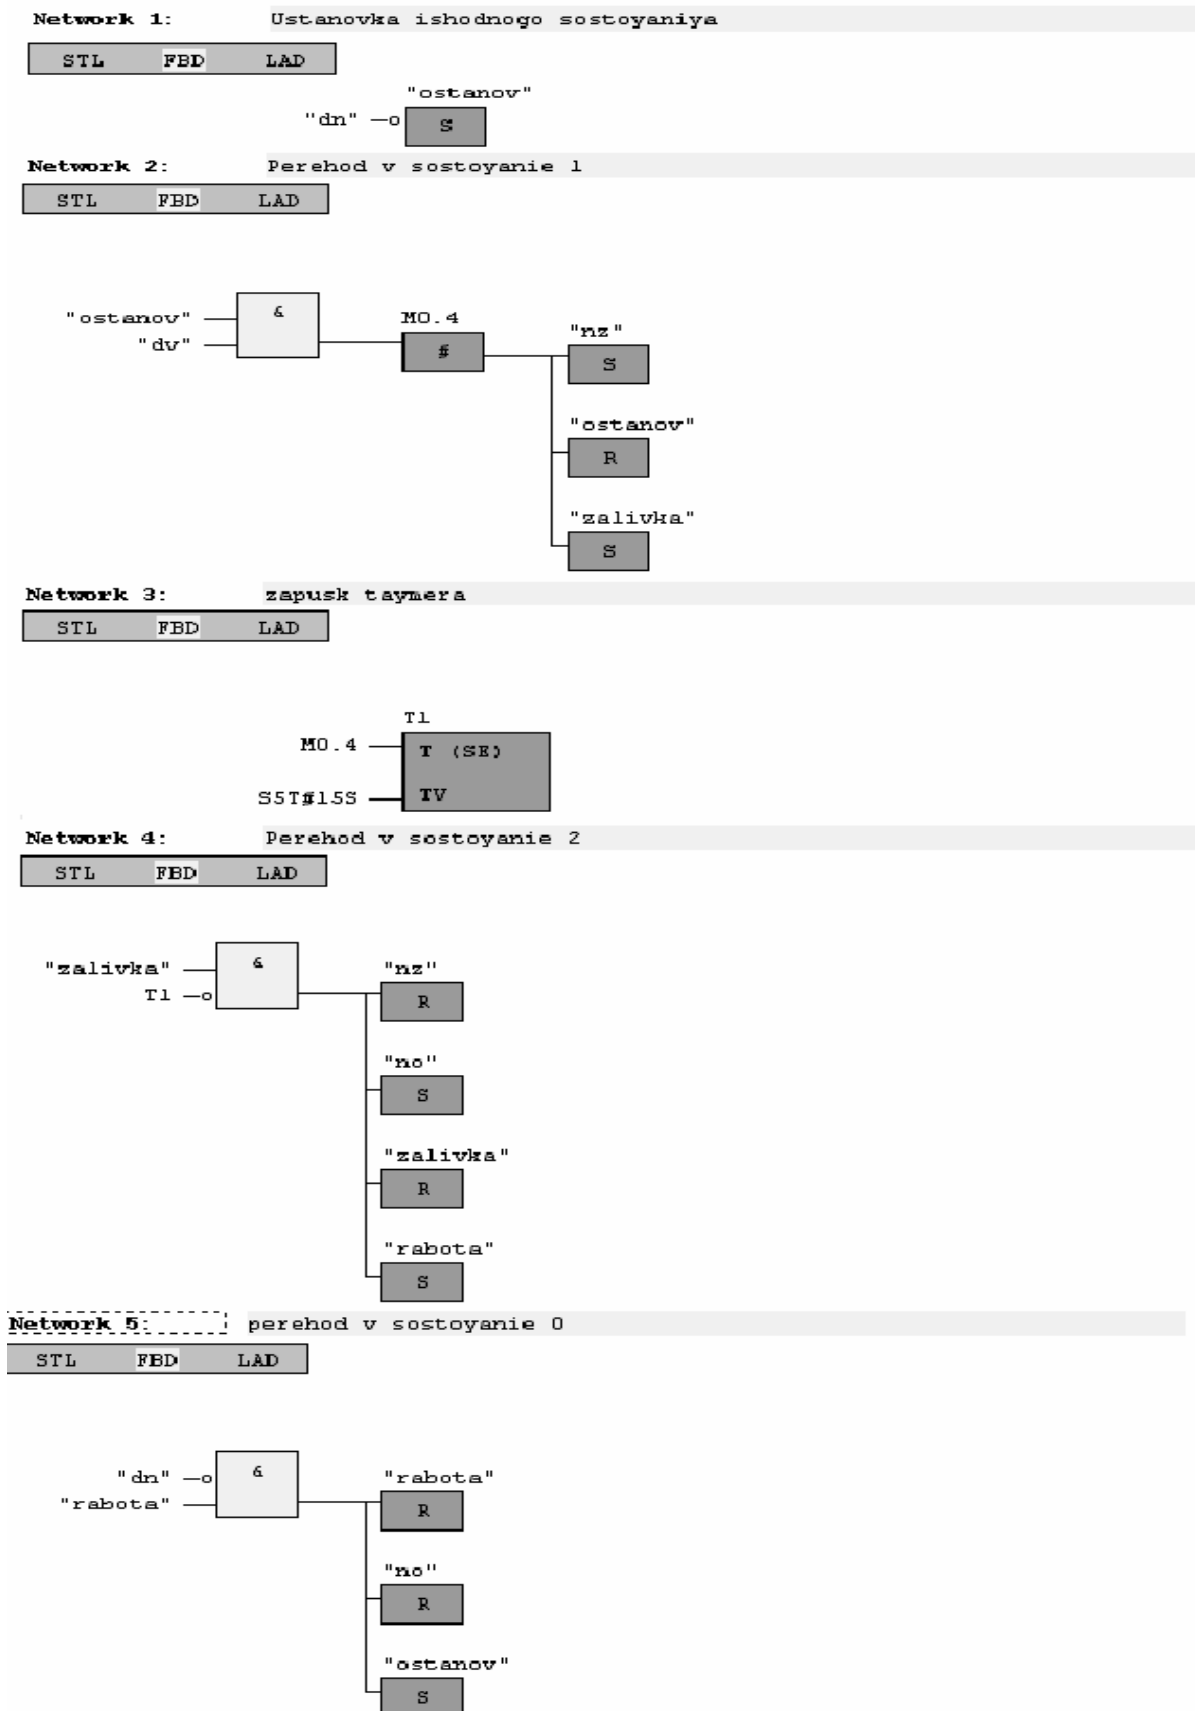 Network 1: Ustanovka ishodnogo sostoyaniya
STL FBD LAD
"ostanov"
"dn" S
Network 2: Perehod v sostoyanie 1
STL FBD LAD
"ostanov" & M0.4 "nz"
"dv" # S
"ostanov"
R
"zalivka"
S
Network 3: zapusk taymera
STL FBD LAD
T1
M0.4 T (SE)
S5T#15S TV
Network 4: Perehod v sostoyanie 2
STL FBD LAD
"zalivka" & "nz"
T1 R
"no"
S
"zalivka"
R
"rabota"
S
Network 5: perehod v sostoyanie 0
STL FBD LAD
"dn" & "rabota"
"rabota" R
"no"
R
"ostanov"
S